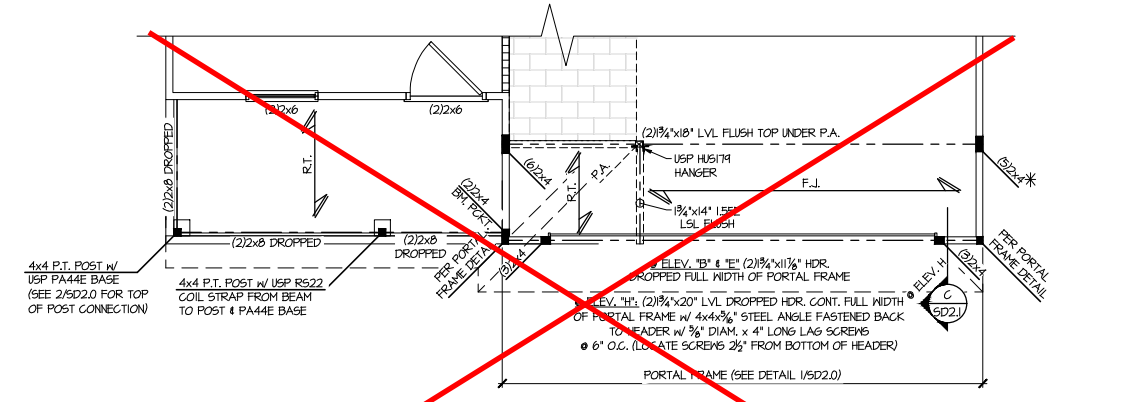 (2)2x6
(2)2x6
(2)2x8 DROPPED
R.T.
(2)2x8 DROPPED
(2)2x8
DROPPED
4x4 P.T. POST W/
USP PA44E BASE
(SEE 2/SD2.0 FOR TOP
OF POST CONNECTION)
4x4 P.T. POST W/ USP RS22
COIL STRAP FROM BEAM
TO POST & PA44E BASE
(2)2x4
BM. PCKT.
PER PORTAL
FRAME DETAIL
(3)2x4
(6)2x4
R.T.
P.A.
(2)1¾"x18" LVL FLUSH TOP UNDER P.A.
USP HUS179
HANGER
F.J.
1¾"x14" 1.55E
LSL FLUSH
(5)2x4*
(3)2x4
PER PORTAL
FRAME DETAIL
@ ELEV. H
C
SD2.1
@ ELEV. "B" & "E" (2)1¾"x11⅞" HDR.
DROPPED FULL WIDTH OF PORTAL FRAME
@ ELEV. "H": (2)1¾"x20" LVL DROPPED HDR. CONT. FULL WIDTH
OF PORTAL FRAME W/ 4x4x⁵⁄₁₆" STEEL ANGLE FASTENED BACK
TO HEADER W/ ⅝" DIAM. x 4" LONG LAG SCREWS
@ 6" O.C. (LOCATE SCREWS 2½" FROM BOTTOM OF HEADER)
PORTAL FRAME (SEE DETAIL 1/SD2.0)